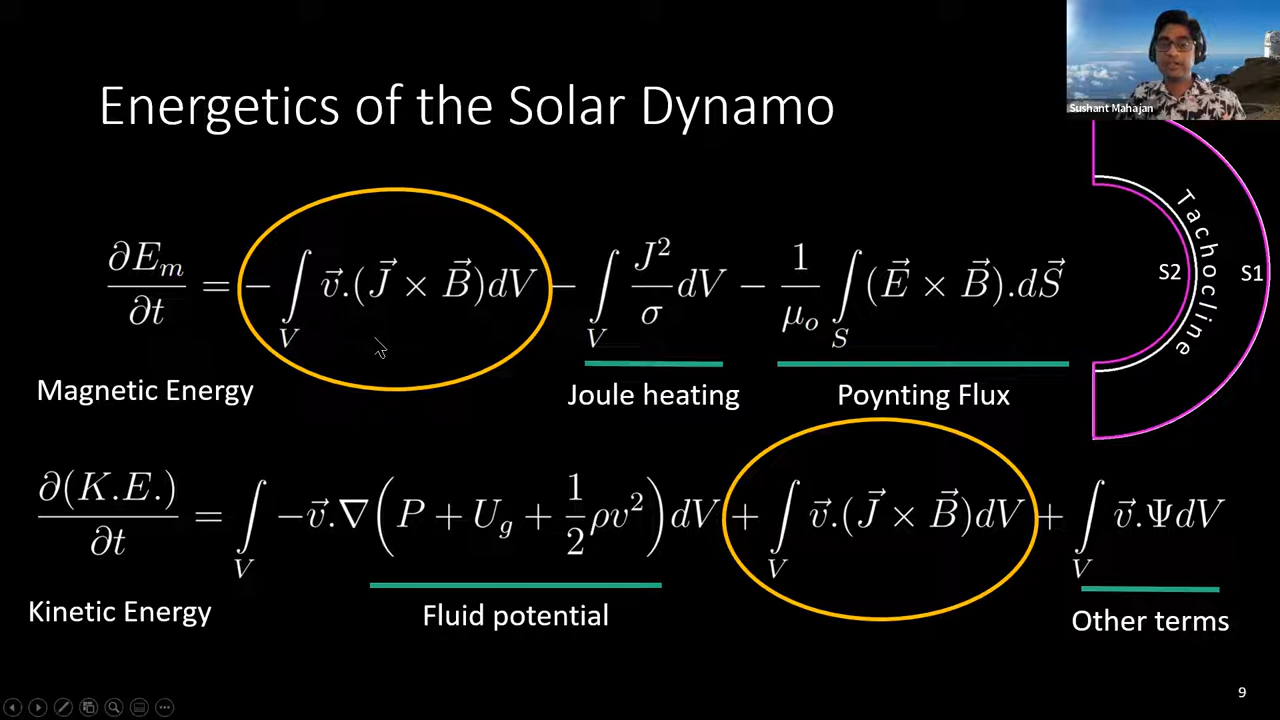 Sushant Mahajan
Energetics of the Solar Dynamo
∂E_m/∂t = − ∫_V v⃗.(J⃗ × B⃗)dV − ∫_V J²/σ dV − 1/μ_o ∫_S (E⃗ × B⃗).dS⃗
Magnetic Energy
Joule heating
Poynting Flux
S2
Tachocline
S1
∂(K.E.)/∂t = ∫_V −v⃗.∇(P + U_g + 1/2 ρv²)dV + ∫_V v⃗.(J⃗ × B⃗)dV + ∫_V v⃗.ΨdV
Kinetic Energy
Fluid potential
Other terms
9